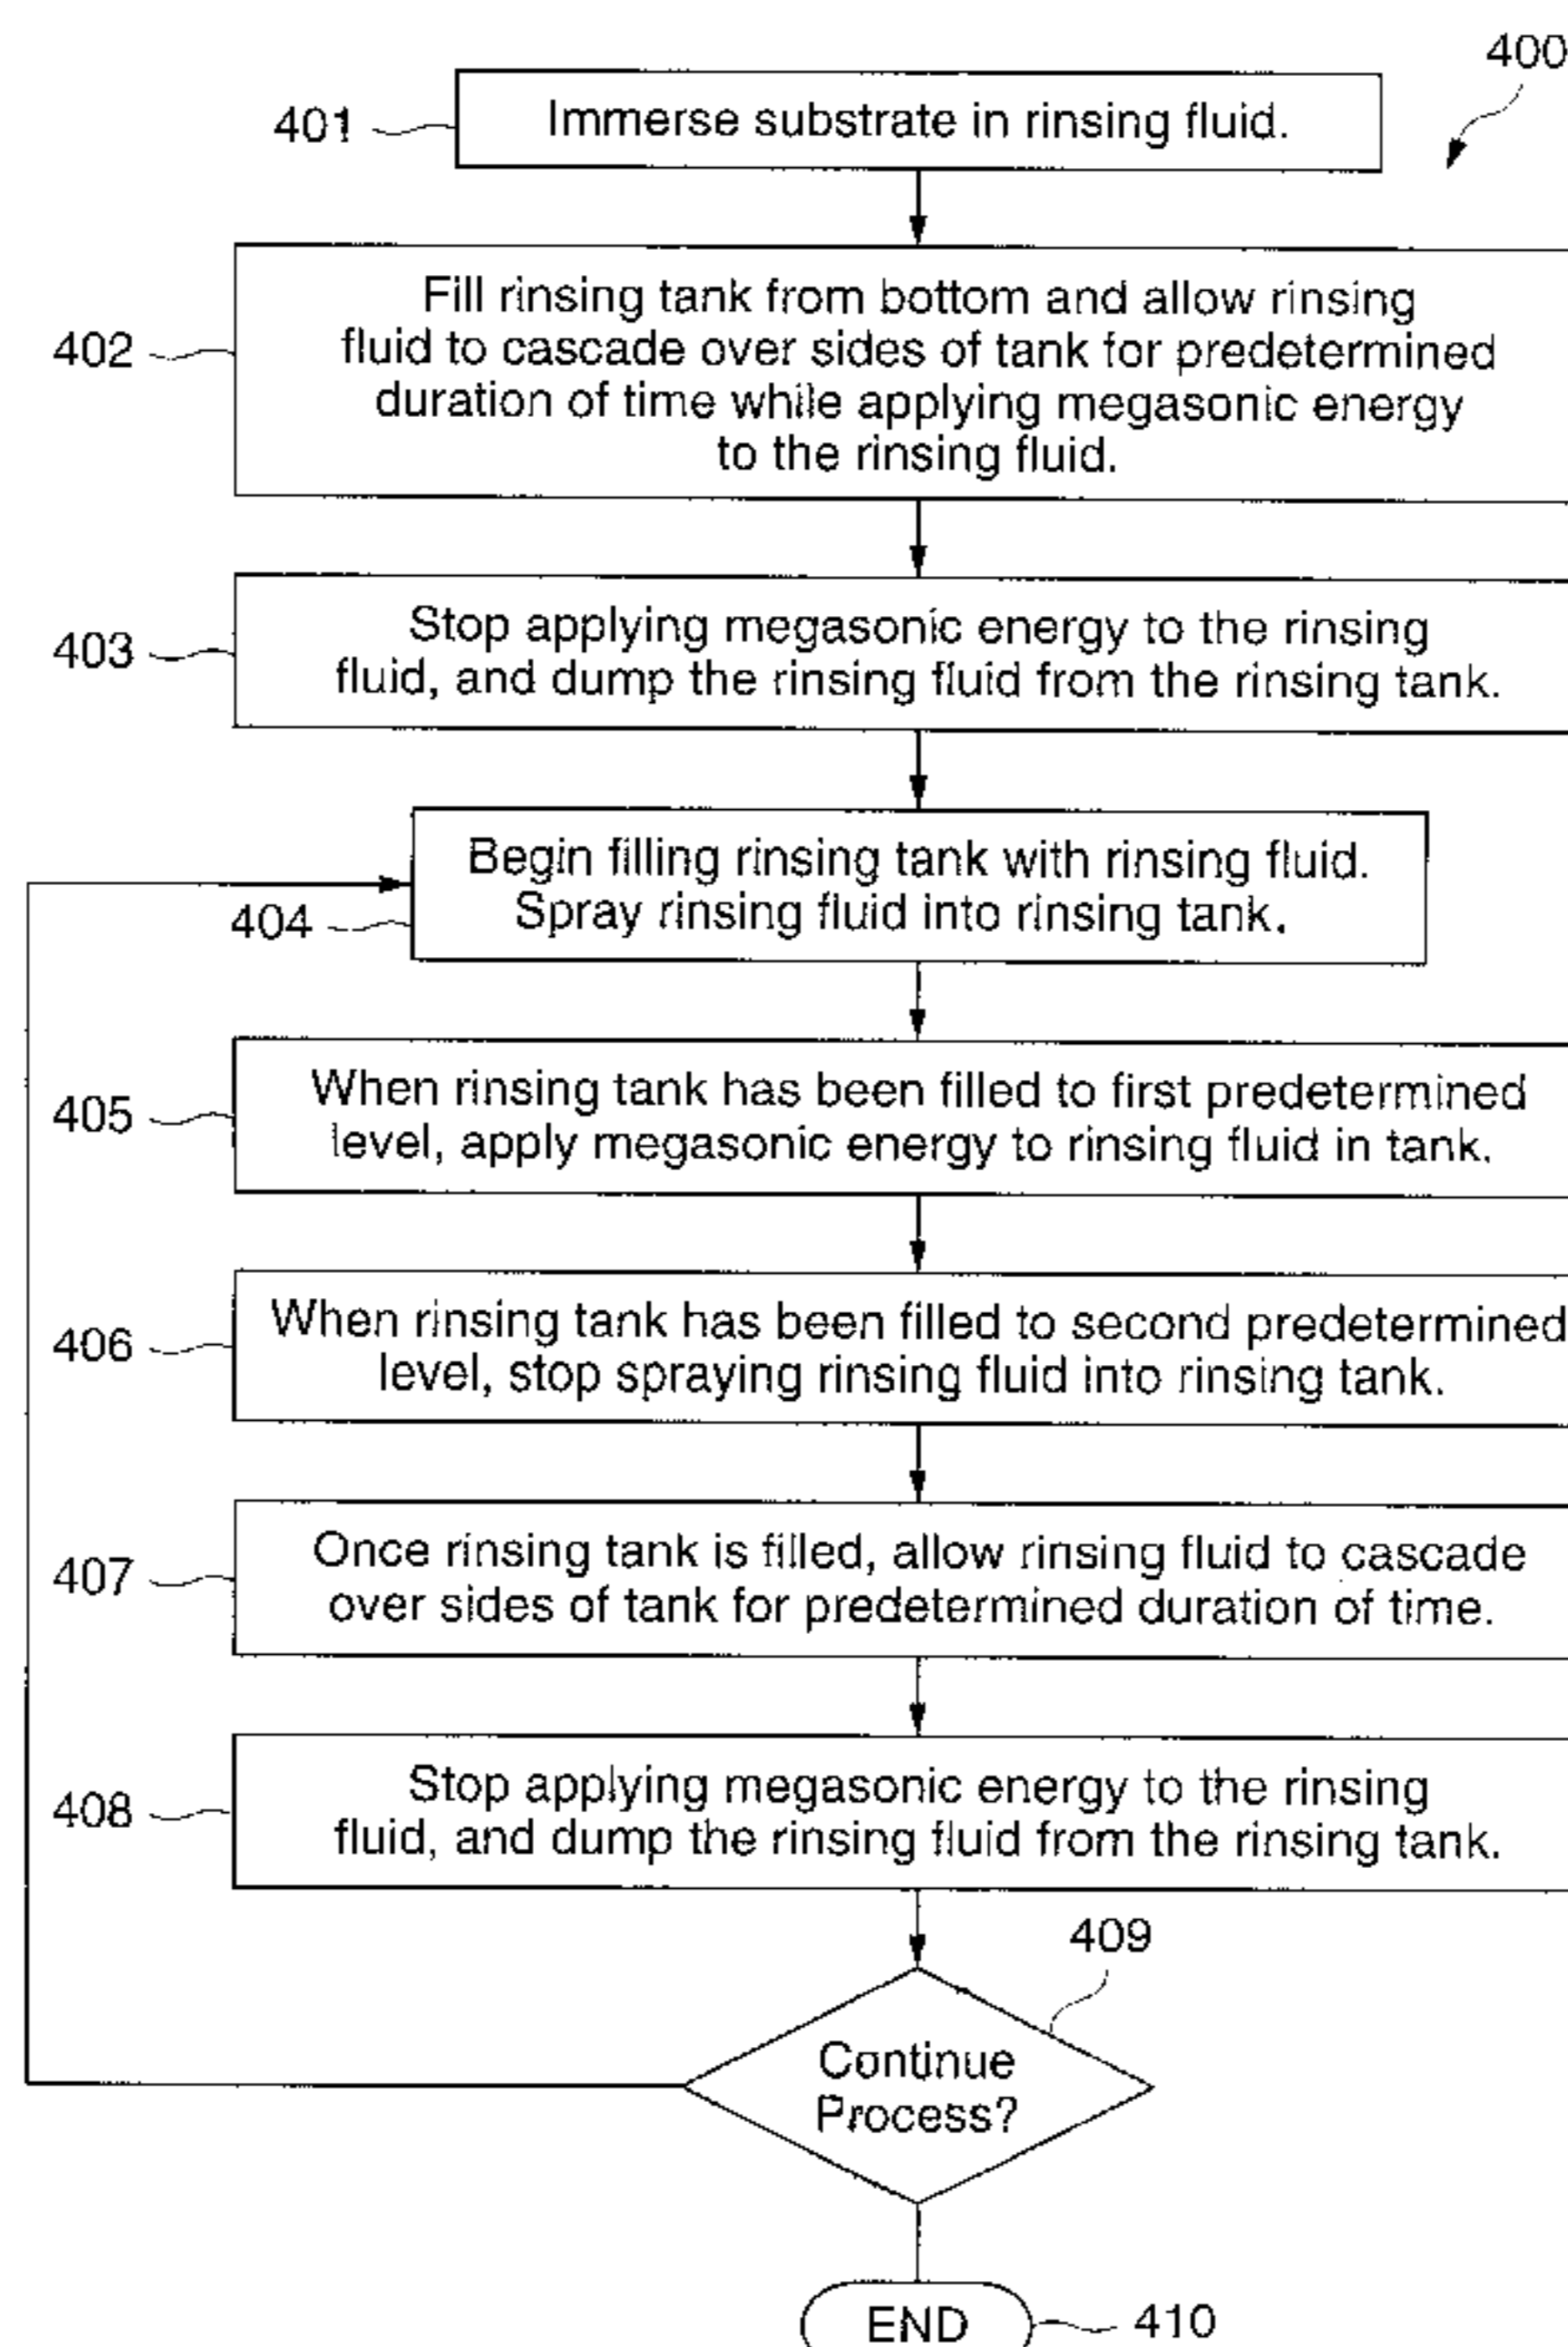 400
401
Immerse substrate in rinsing fluid.
402
Fill rinsing tank from bottom and allow rinsing
fluid to cascade over sides of tank for predetermined
duration of time while applying megasonic energy
to the rinsing fluid.
403
Stop applying megasonic energy to the rinsing
fluid, and dump the rinsing fluid from the rinsing tank.
404
Begin filling rinsing tank with rinsing fluid.
Spray rinsing fluid into rinsing tank.
405
When rinsing tank has been filled to first predetermined
level, apply megasonic energy to rinsing fluid in tank.
406
When rinsing tank has been filled to second predetermined
level, stop spraying rinsing fluid into rinsing tank.
407
Once rinsing tank is filled, allow rinsing fluid to cascade
over sides of tank for predetermined duration of time.
408
Stop applying megasonic energy to the rinsing
fluid, and dump the rinsing fluid from the rinsing tank.
409
Continue
Process?
END
410